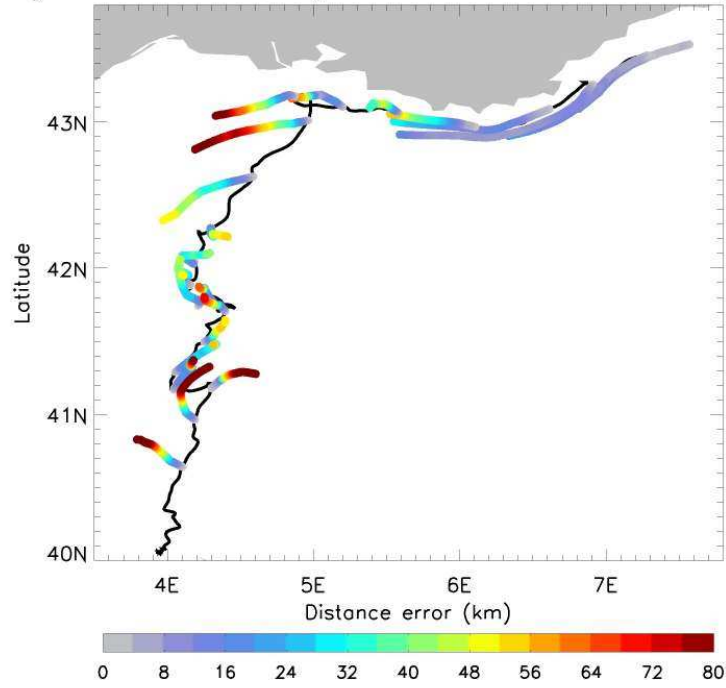 43N
42N
41N
40N
Latitude
4E 5E 6E 7E
Distance error (km)
0 8 16 24 32 40 48 56 64 72 80